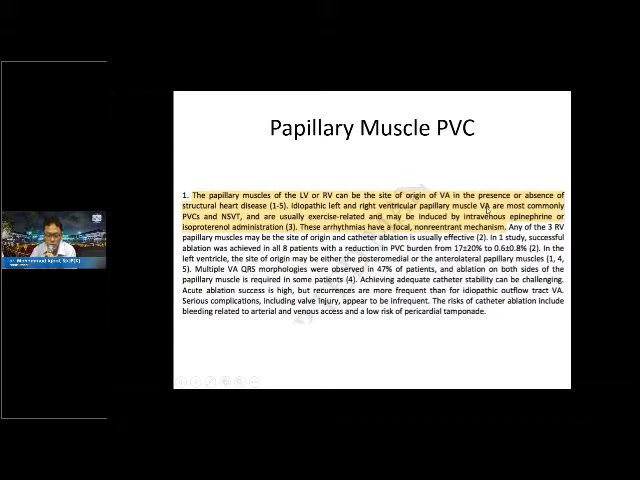 Papillary Muscle PVC
1. The papillary muscles of the LV or RV can be the site of origin of VA in the presence or absence of
structural heart disease (1-5). Idiopathic left and right ventricular papillary muscle VA are most commonly
PVCs and NSVT, and are usually exercise-related and may be induced by intravenous epinephrine or
isoproterenol administration (3). These arrhythmias have a focal, nonreentrant mechanism. Any of the 3 RV
papillary muscles may be the site of origin and catheter ablation is usually effective (2). In 1 study, successful
ablation was achieved in all 8 patients with a reduction in PVC burden from 17±20% to 0.6±0.8% (2). In the
left ventricle, the site of origin may be either the posteromedial or the anterolateral papillary muscles (1, 4,
5). Multiple VA QRS morphologies were observed in 47% of patients, and ablation on both sides of the
papillary muscle is required in some patients (4). Achieving adequate catheter stability can be challenging.
Acute ablation success is high, but recurrences are more frequent than for idiopathic outflow tract VA.
Serious complications, including valve injury, appear to be infrequent. The risks of catheter ablation include
bleeding related to arterial and venous access and a low risk of pericardial tamponade.
dr. Mohammad Iqbal, SpJP(K)